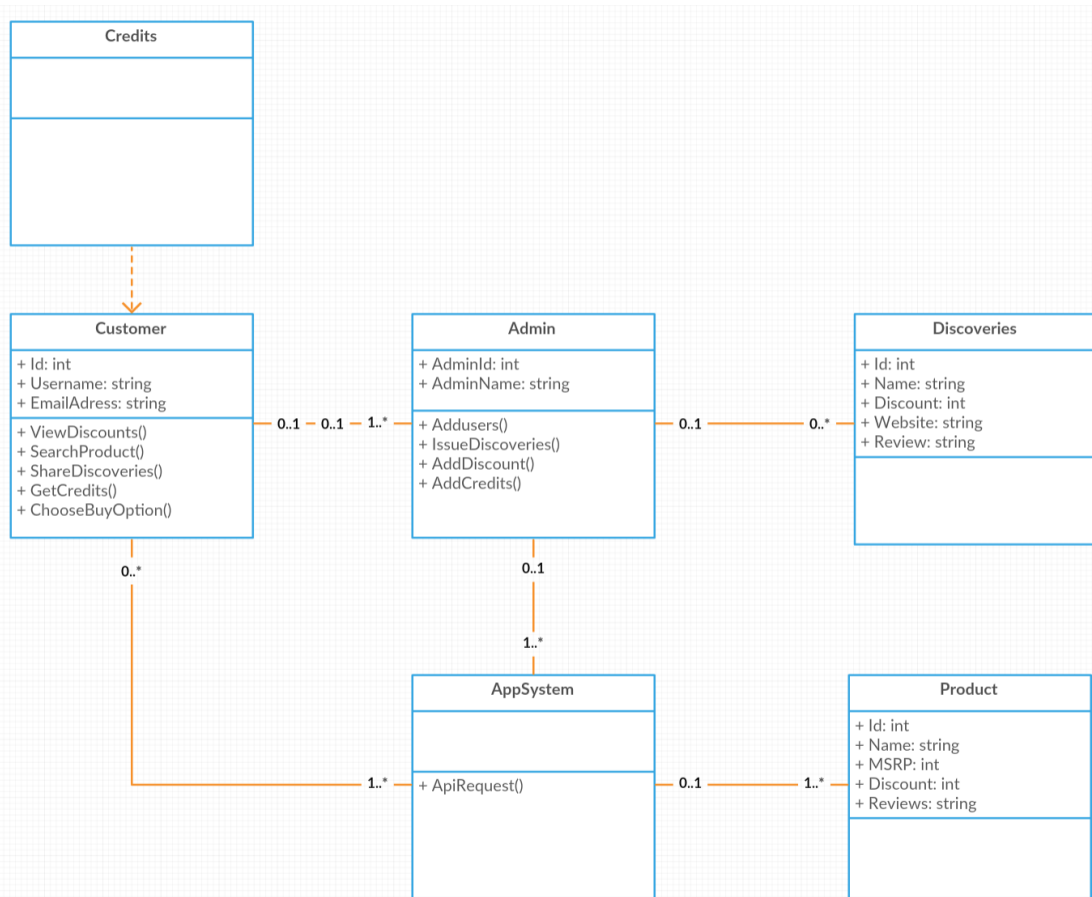 Credits
Customer
+ Id: int
+ Username: string
+ EmailAdress: string
+ ViewDiscounts()
+ SearchProduct()
+ ShareDiscoveries()
+ GetCredits()
+ ChooseBuyOption()
0..1
0..1
1..*
Admin
+ AdminId: int
+ AdminName: string
+ Addusers()
+ IssueDiscoveries()
+ AddDiscount()
+ AddCredits()
0..1
0..*
Discoveries
+ Id: int
+ Name: string
+ Discount: int
+ Website: string
+ Review: string
0..*
1..*
0..1
1..*
AppSystem
+ ApiRequest()
0..1
1..*
Product
+ Id: int
+ Name: string
+ MSRP: int
+ Discount: int
+ Reviews: string